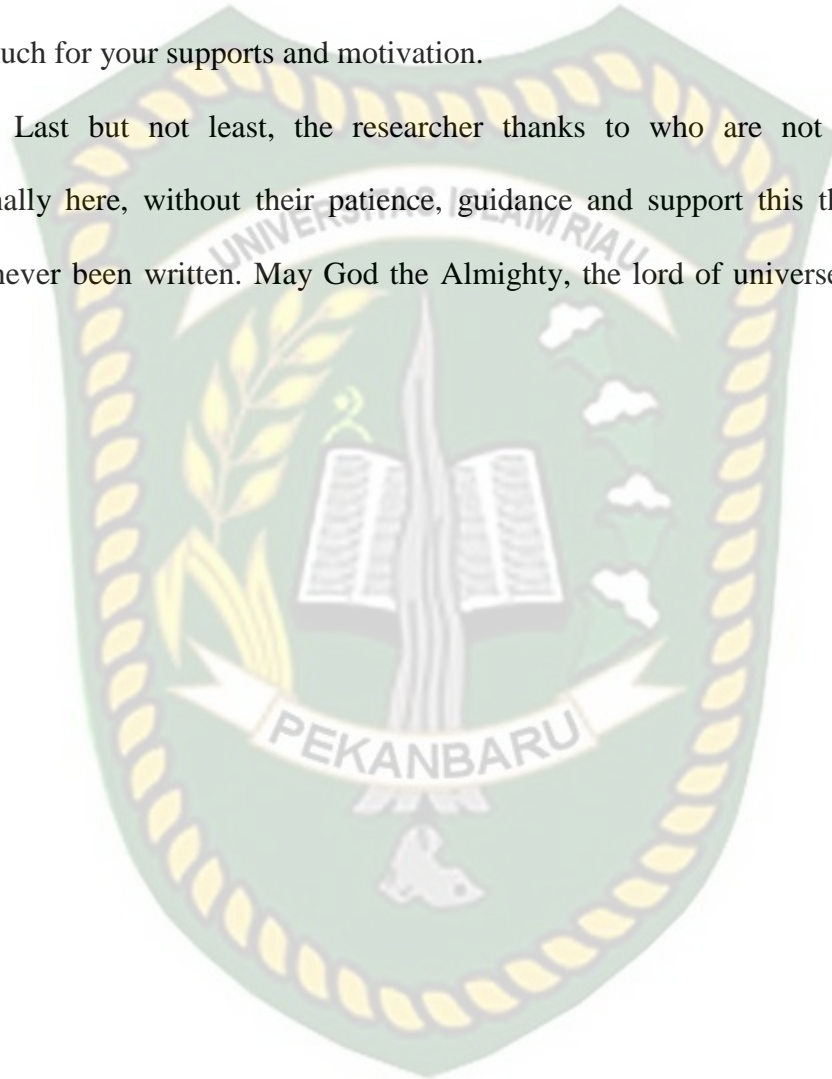 uch for your supports and motivation.
Last but not least, the researcher thanks to who are not
ally here, without their patience, guidance and support this th
never been written. May God the Almighty, the lord of universe
UNIVERSITAS ISLAM RIAU
PEKANBARU